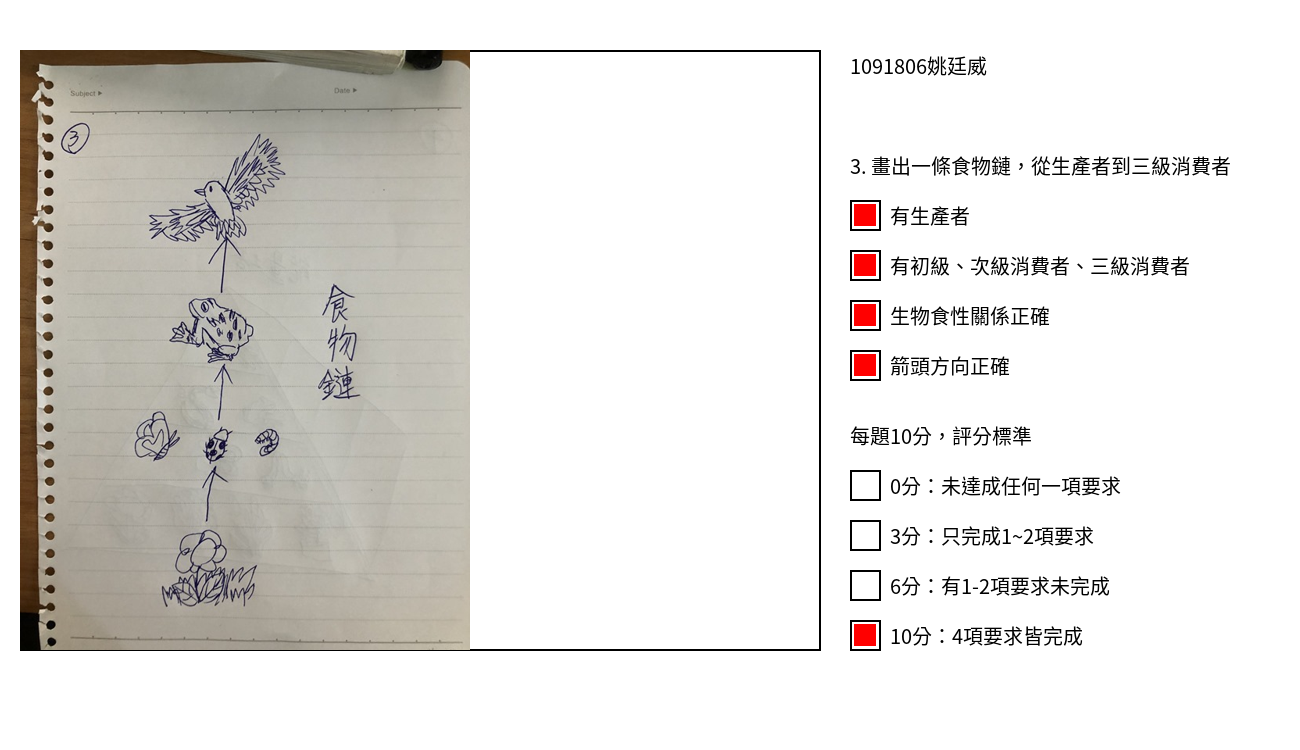 Subject ➤
Date ➤
③
食
物
鏈
1091806姚廷威
3. 畫出一條食物鏈，從生產者到三級消費者
有生產者
有初級、次級消費者、三級消費者
生物食性關係正確
箭頭方向正確
每題10分，評分標準
0分：未達成任何一項要求
3分：只完成1~2項要求
6分：有1-2項要求未完成
10分：4項要求皆完成